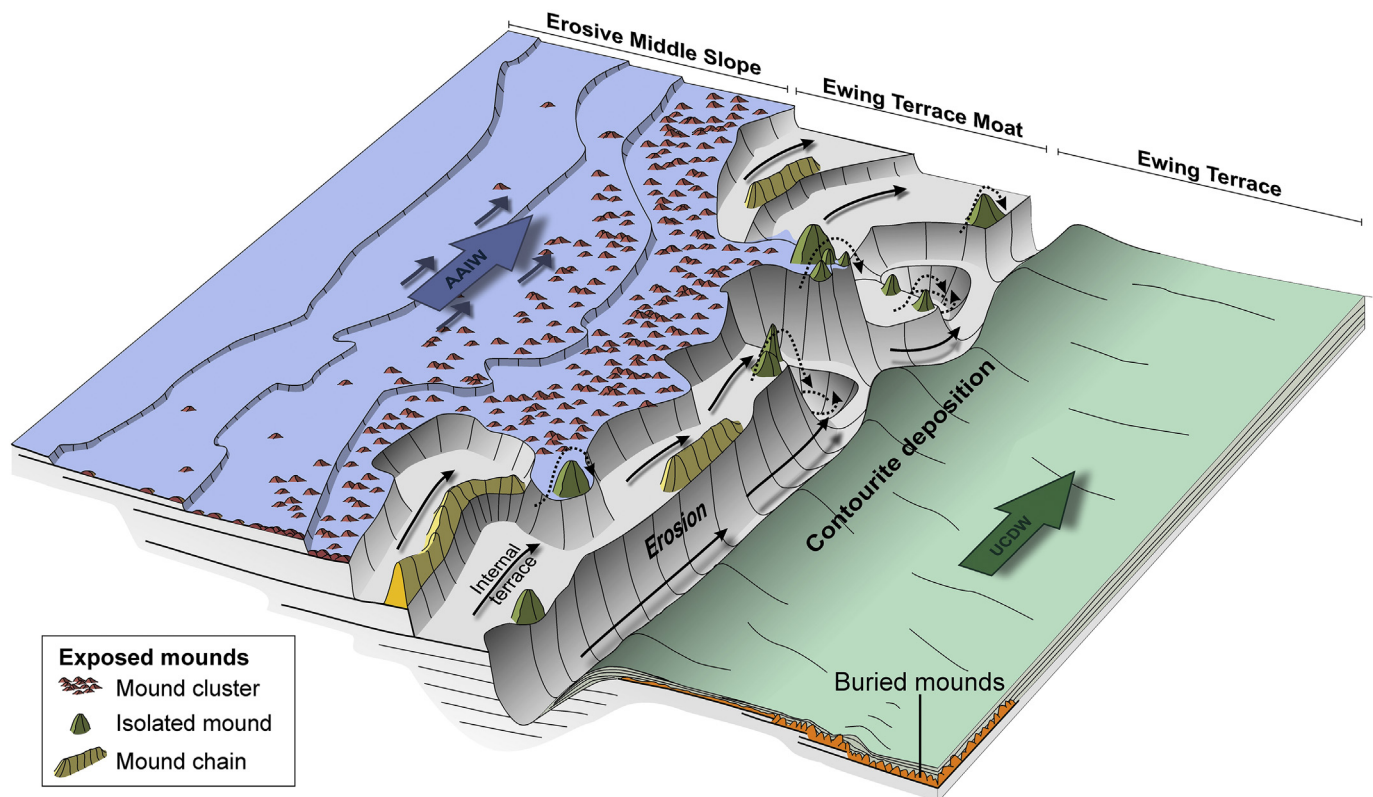 Erosive Middle Slope
Ewing Terrace Moat
Ewing Terrace
AAIW
Contourite deposition
Erosion
UCDW
Internal
terrace
Buried mounds
Exposed mounds
Mound cluster
Isolated mound
Mound chain